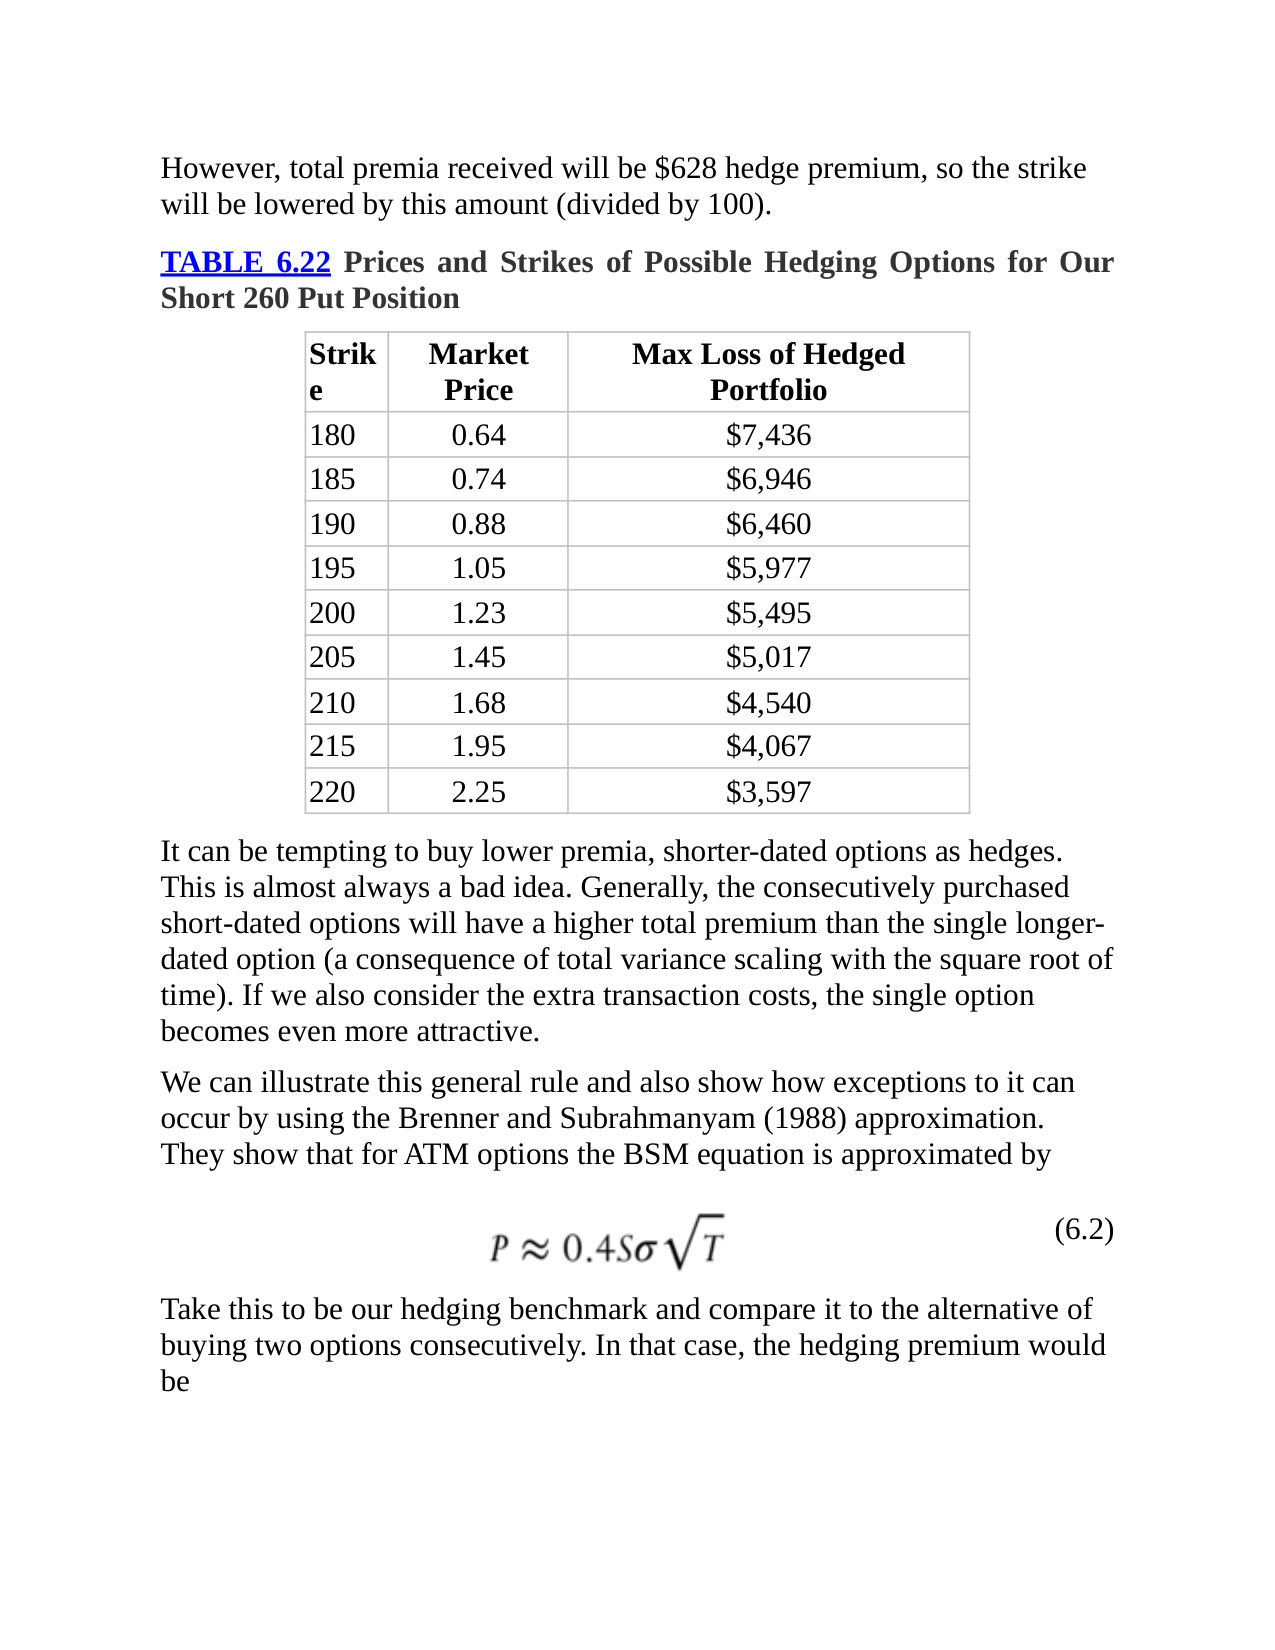 However, total premia received will be $628 hedge premium, so the strike
will be lowered by this amount (divided by 100).
TABLE 6.22 Prices and Strikes of Possible Hedging Options for Our
Short 260 Put Position
Strik
e
Market
Price
Max Loss of Hedged
Portfolio
180 0.64 $7,436
185 0.74 $6,946
190 0.88 $6,460
195 1.05 $5,977
200 1.23 $5,495
205 1.45 $5,017
210 1.68 $4,540
215 1.95 $4,067
220 2.25 $3,597
It can be tempting to buy lower premia, shorter-dated options as hedges.
This is almost always a bad idea. Generally, the consecutively purchased
short-dated options will have a higher total premium than the single longer-
dated option (a consequence of total variance scaling with the square root of
time). If we also consider the extra transaction costs, the single option
becomes even more attractive.
We can illustrate this general rule and also show how exceptions to it can
occur by using the Brenner and Subrahmanyam (1988) approximation.
They show that for ATM options the BSM equation is approximated by
P ≈ 0.4Sσ√T (6.2)
Take this to be our hedging benchmark and compare it to the alternative of
buying two options consecutively. In that case, the hedging premium would
be